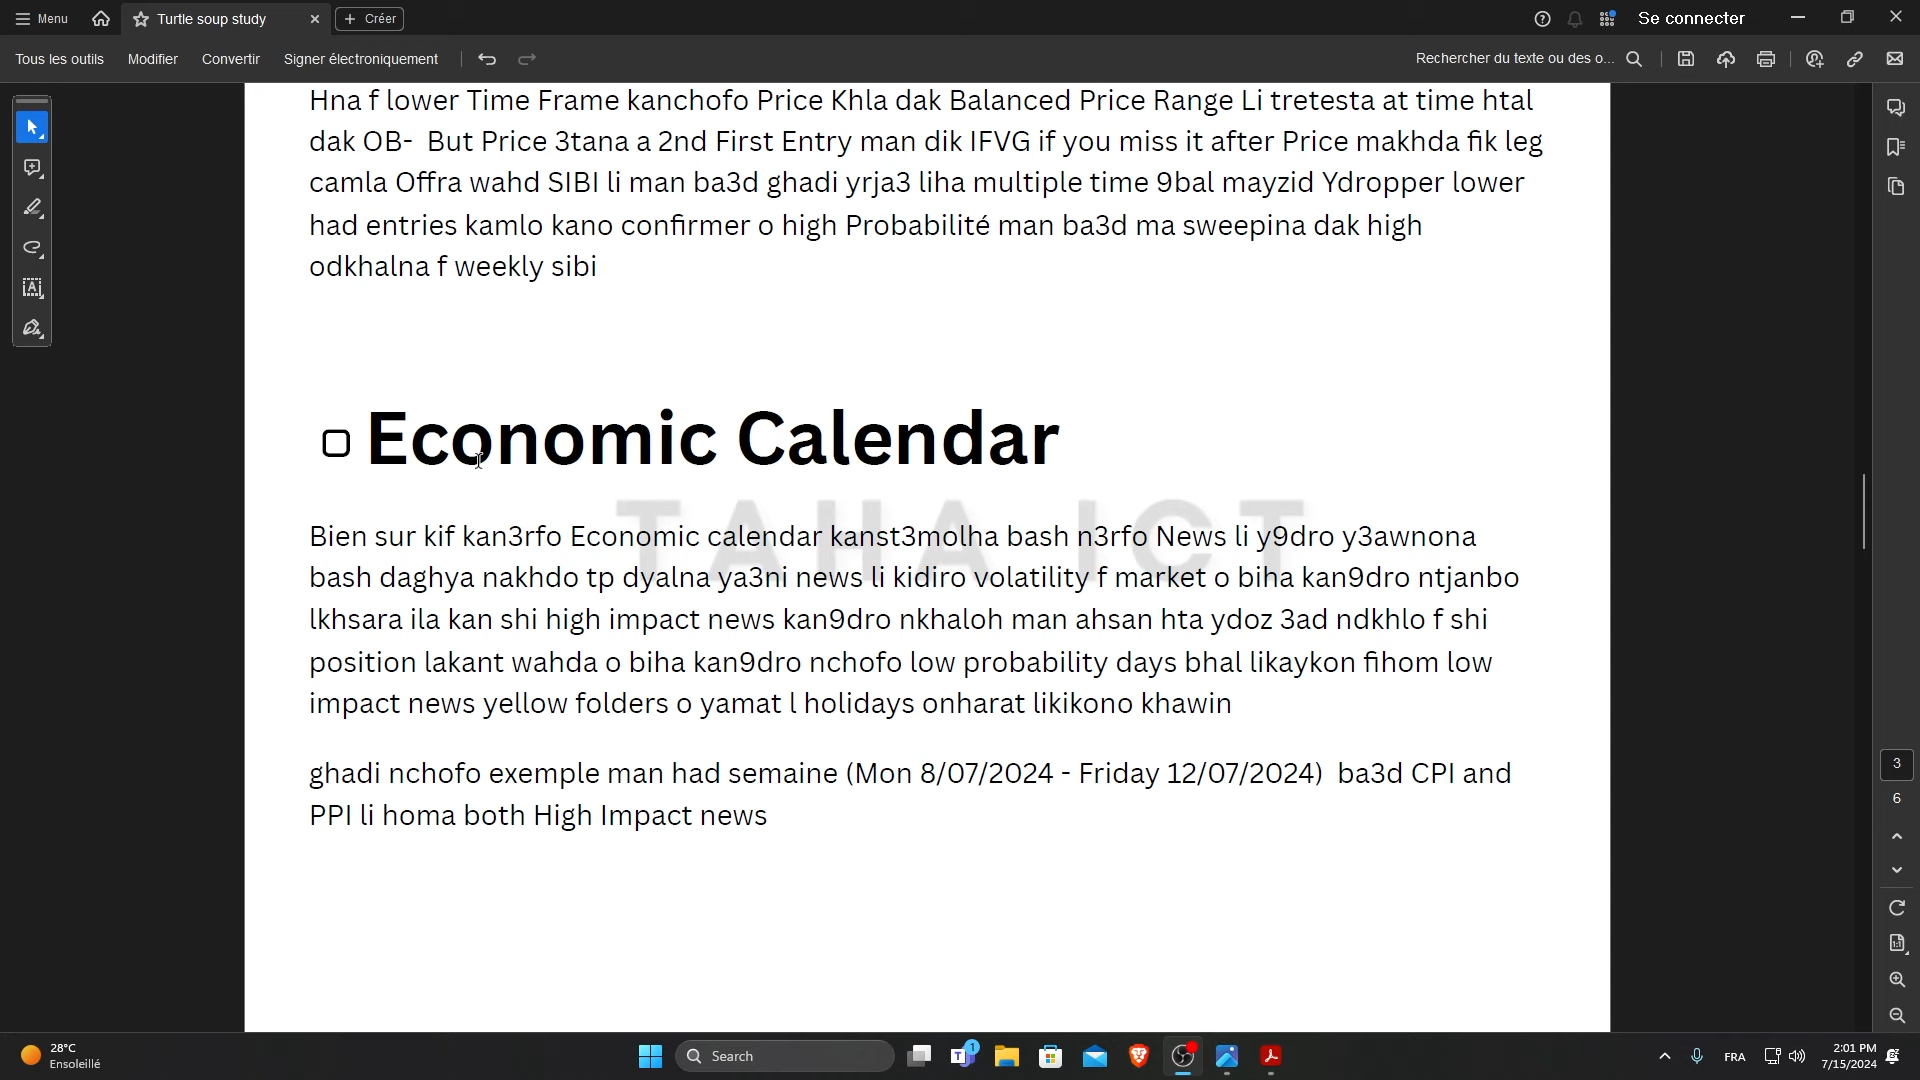 Menu
Turtle soup study
Créer
Se connecter
Tous les outils
Modifier
Convertir
Signer électroniquement
Rechercher du texte ou des o...
Hna f lower Time Frame kanchofo Price Khla dak Balanced Price Range Li tretesta at time htal
dak OB- But Price 3tana a 2nd First Entry man dik IFVG if you miss it after Price makhda fik leg
camla Offra wahd SIBI li man ba3d ghadi yrja3 liha multiple time 9bal mayzid Ydropper lower
had entries kamlo kano confirmer o high Probabilité man ba3d ma sweepina dak high
odkhalna f weekly sibi
Economic Calendar
TAHA ICT
Bien sur kif kan3rfo Economic calendar kanst3molha bash n3rfo News li y9dro y3awnona
bash daghya nakhdo tp dyalna ya3ni news li kidiro volatility f market o biha kan9dro ntjanbo
lkhsara ila kan shi high impact news kan9dro nkhaloh man ahsan hta ydoz 3ad ndkhlo f shi
position lakant wahda o biha kan9dro nchofo low probability days bhal likaykon fihom low
impact news yellow folders o yamat l holidays onharat likikono khawin
ghadi nchofo exemple man had semaine (Mon 8/07/2024 - Friday 12/07/2024) ba3d CPI and
PPI li homa both High Impact news
3
6
28°C
Ensoleillé
Search
1
FRA
2:01 PM
7/15/2024